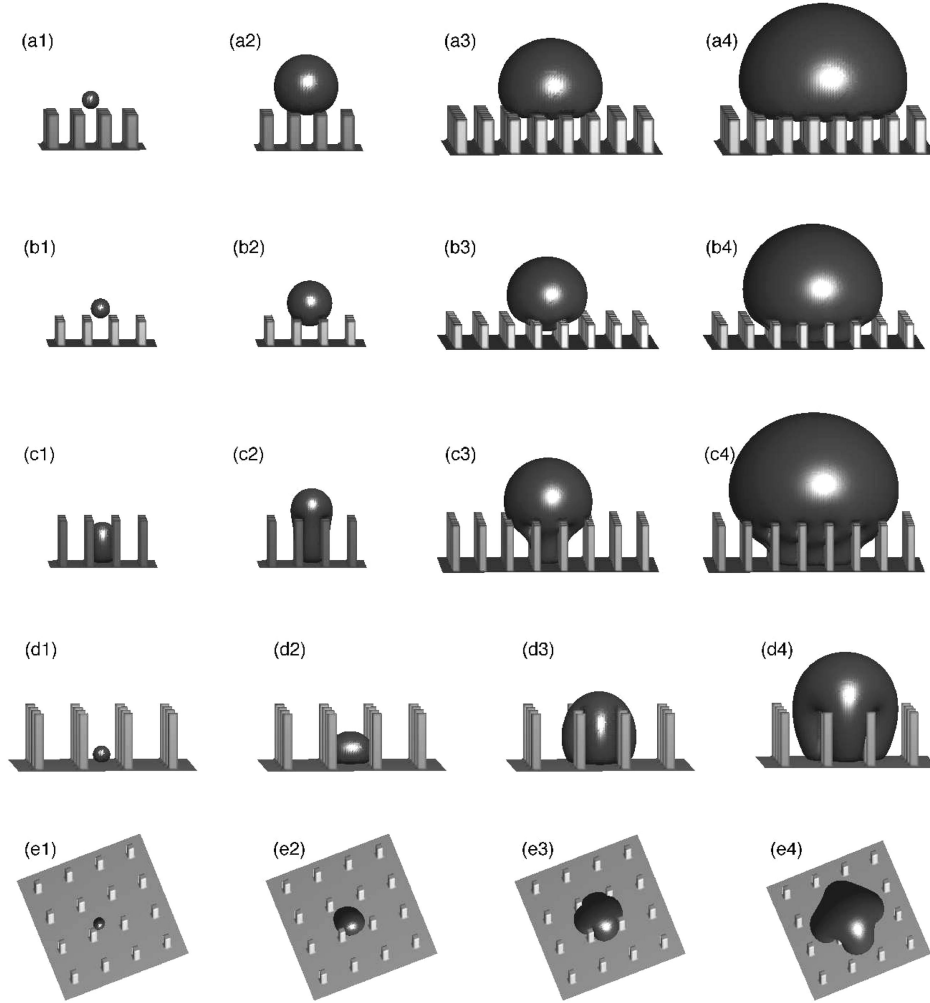 (a1) (a2) (a3) (a4)
(b1) (b2) (b3) (b4)
(c1) (c2) (c3) (c4)
(d1) (d2) (d3) (d4)
(e1) (e2) (e3) (e4)